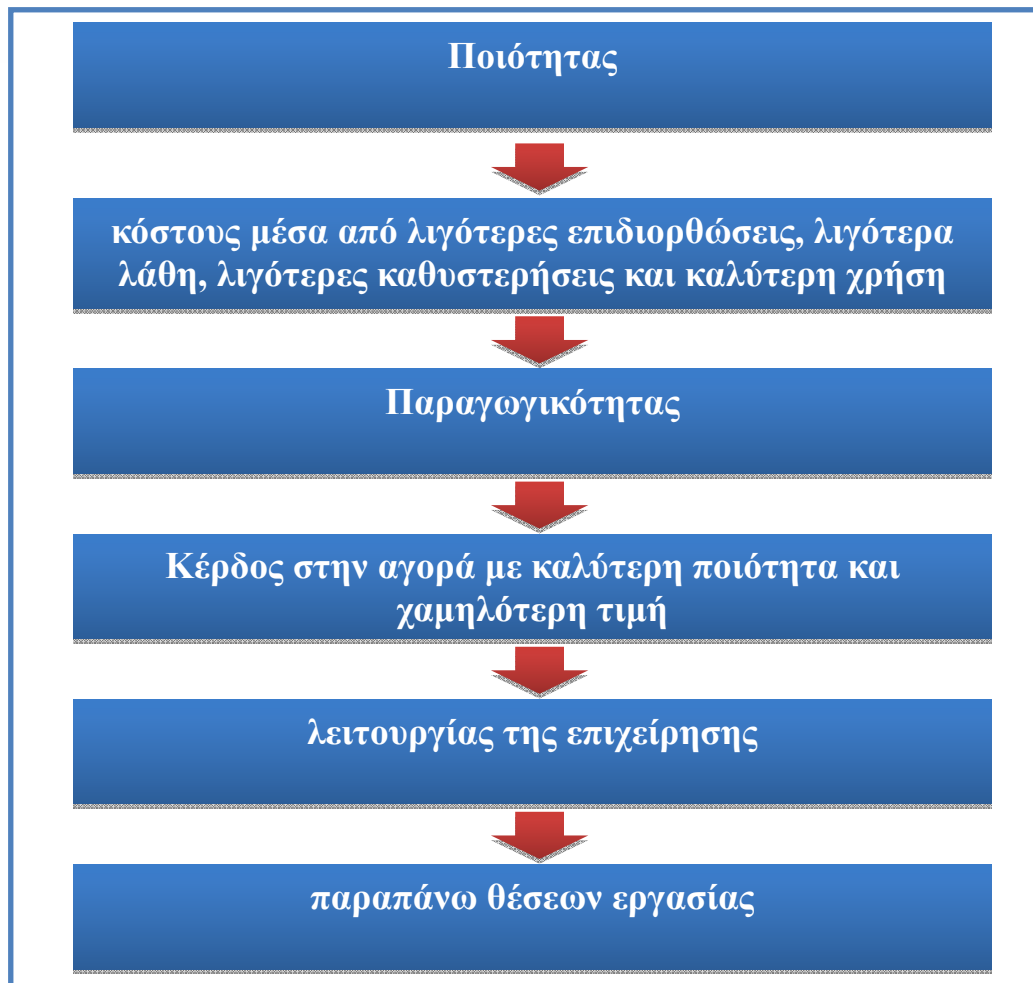 Ποιότητας
κόστους μέσα από λιγότερες επιδιορθώσεις, λιγότερα
λάθη, λιγότερες καθυστερήσεις και καλύτερη χρήση
Παραγωγικότητας
Κέρδος στην αγορά με καλύτερη ποιότητα και
χαμηλότερη τιμή
λειτουργίας της επιχείρησης
παραπάνω θέσεων εργασίας